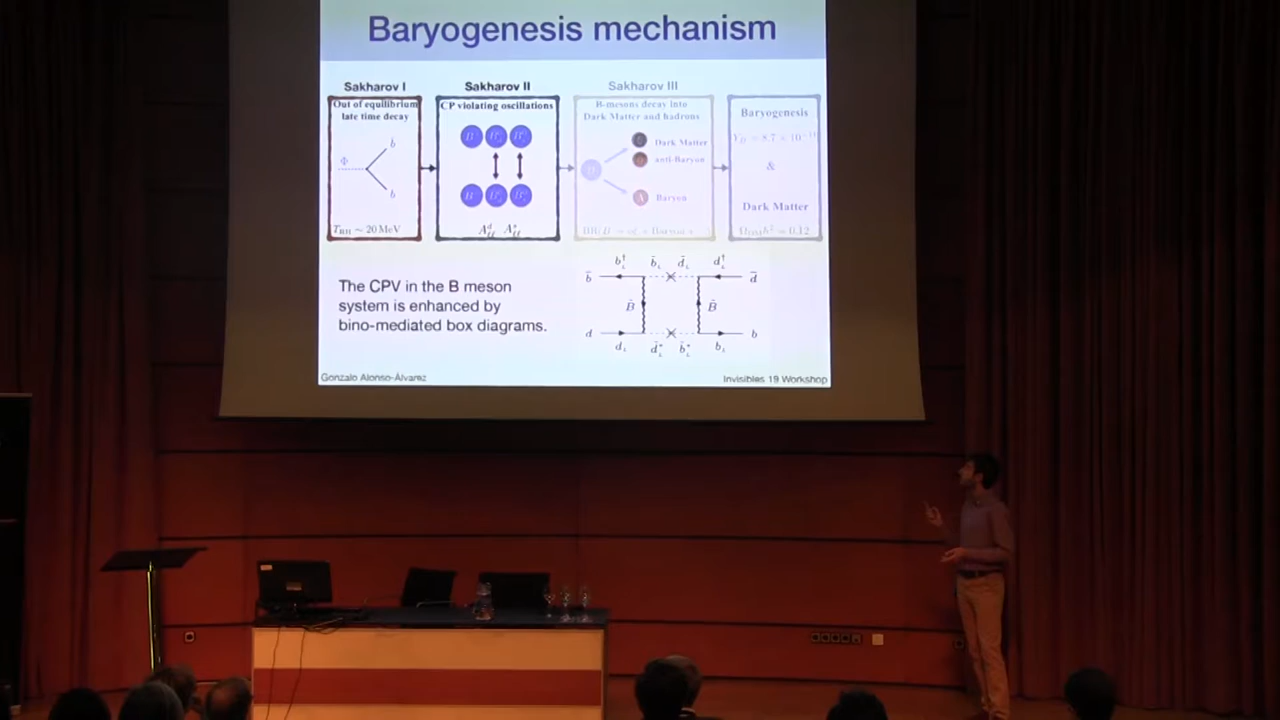 Baryogenesis mechanism
Sakharov I
Sakharov II
Sakharov III
Out of equilibrium
late time decay
Φ
b̄
b
~ 20 MeV
CP violating oscillations
B-mesons decay into
Dark Matter and hadrons
Dark Matter
anti-Baryon
Baryon
Baryogenesis
&
Dark Matter
The CPV in the B meson
system is enhanced by
bino-mediated box diagrams.
b̄
d̄
B̃
B̃
d
b
Gonzalo Alonso-Álvarez
Invisibles 19 Workshop